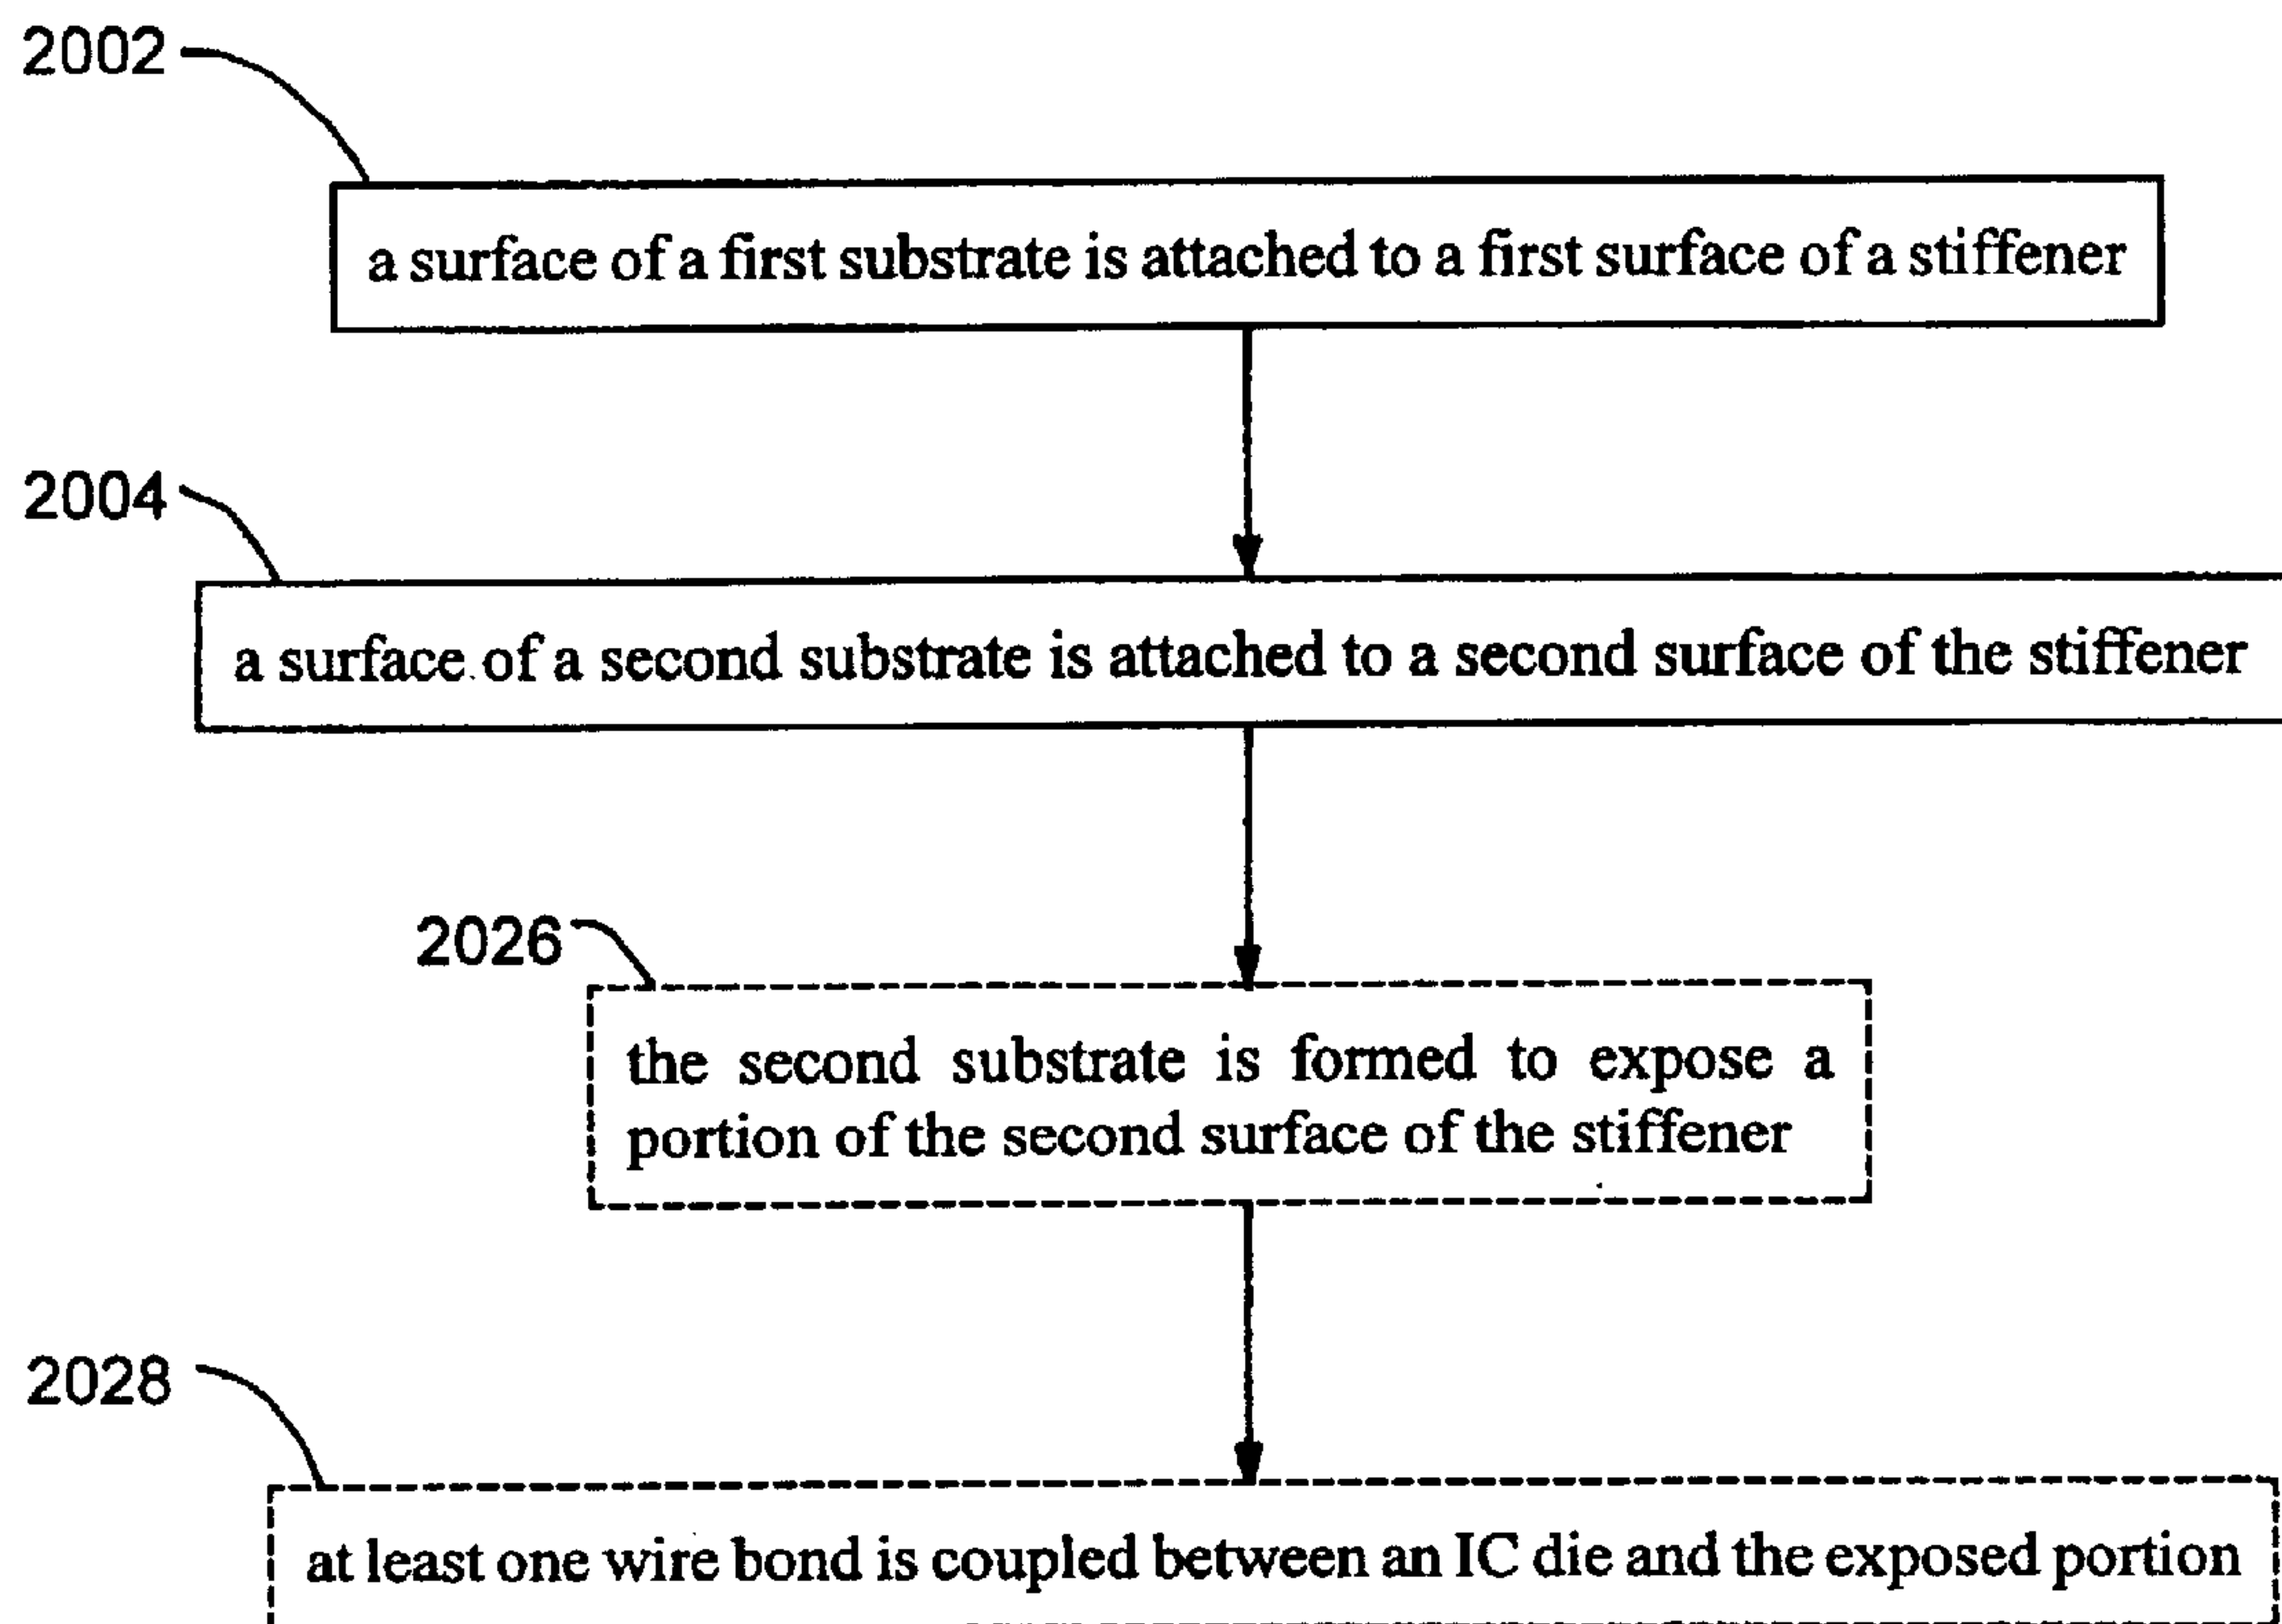 2002
a surface of a first substrate is attached to a first surface of a stiffener
2004
a surface of a second substrate is attached to a second surface of the stiffener
2026
the second substrate is formed to expose a
portion of the second surface of the stiffener
2028
at least one wire bond is coupled between an IC die and the exposed portion